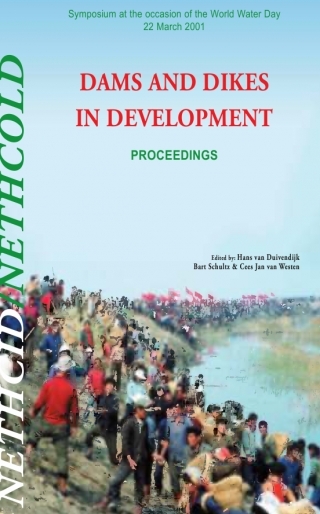 Symposium at the occasion of the World Water Day
22 March 2001
DAMS AND DIKES
IN DEVELOPMENT
PROCEEDINGS
Edited by: Hans van Duivendijk
Bart Schultz & Cees Jan van Westen
NETHCID/NETHCOLD